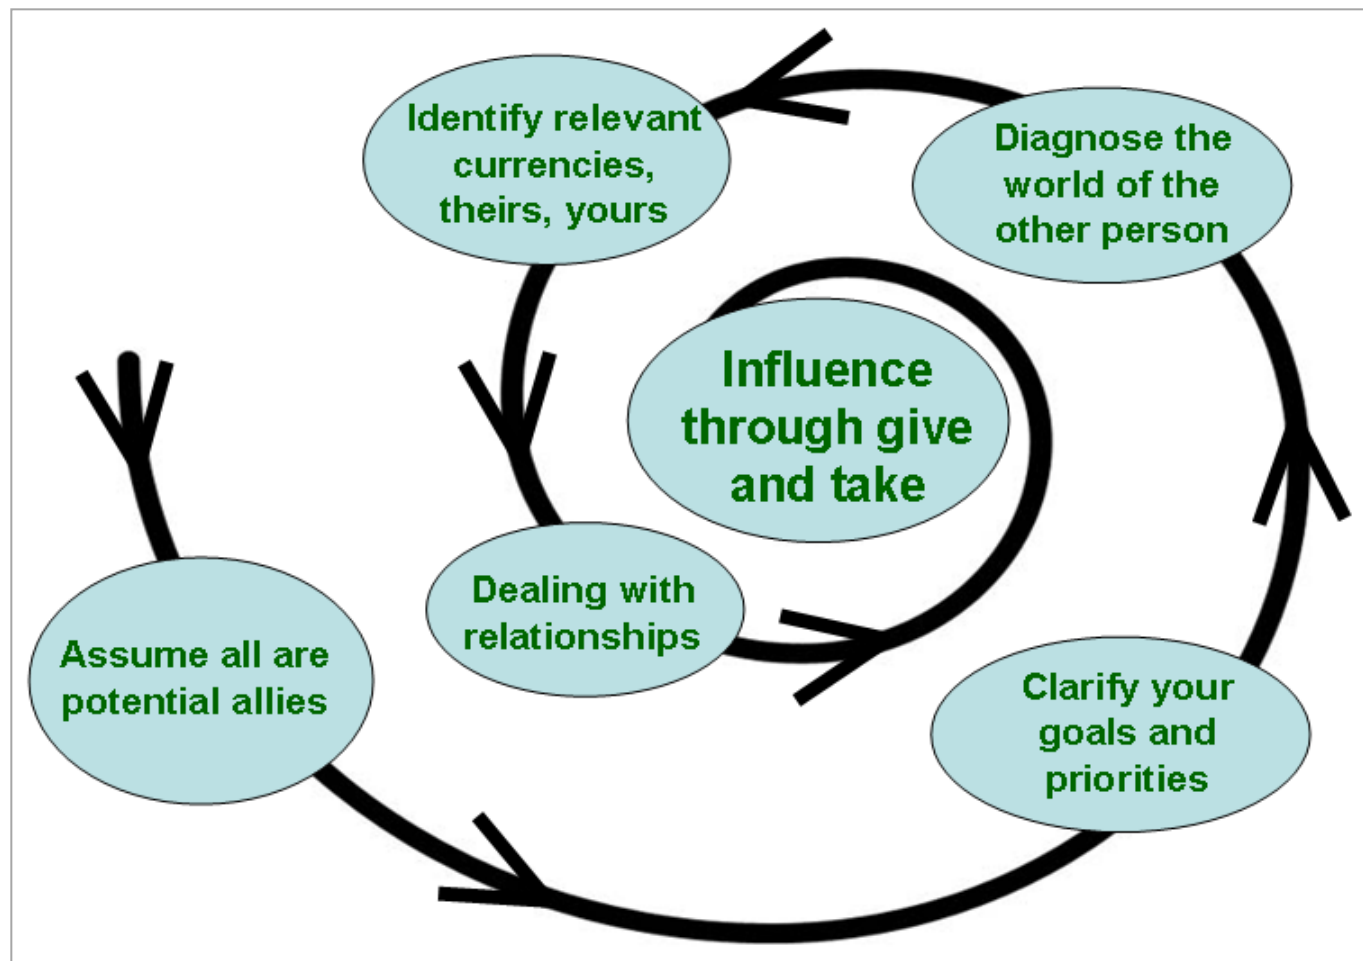 Identify relevant
currencies,
theirs, yours
Diagnose the
world of the
other person
Influence
through give
and take
Dealing with
relationships
Assume all are
potential allies
Clarify your
goals and
priorities